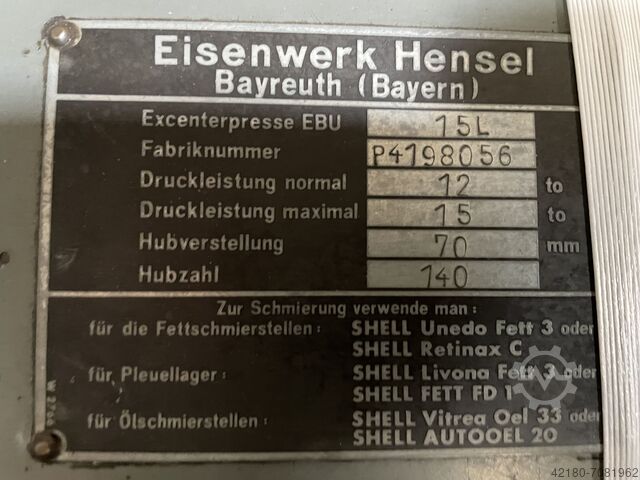 Eisenwerk Hensel
Bayreuth (Bayern)
Excenterpresse EBU 15L
Fabriknummer P4198056
Druckleistung normal 12 to
Druckleistung maximal 15 to
Hubverstellung 70 mm
Hubzahl 140
Zur Schmierung verwende man:
für die Fettschmierstellen: SHELL Unedo Fett 3 oder
SHELL Retinax C
für Pleuellager: SHELL Livona Fett 3 oder
SHELL FETT FD 1
für Ölschmierstellen: SHELL Vitrea Oel 33 oder
SHELL AUTOOEL 20
W 2766
42180-7081962